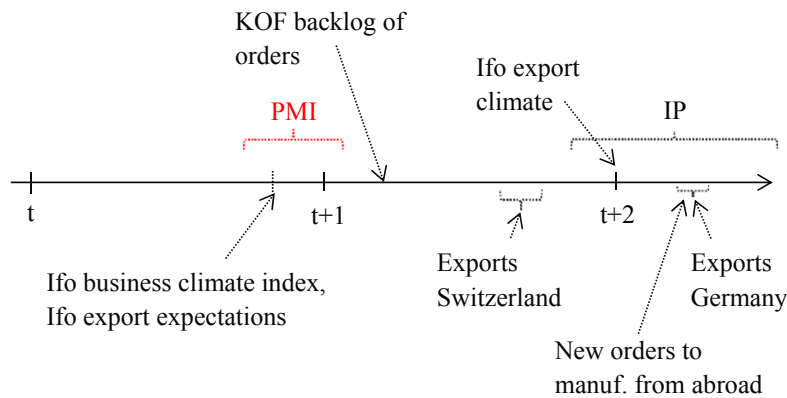 KOF backlog of
orders
Ifo export
climate
PMI
IP
t
t+1
t+2
Ifo business climate index,
Ifo export expectations
Exports
Switzerland
Exports
Germany
New orders to
manuf. from abroad